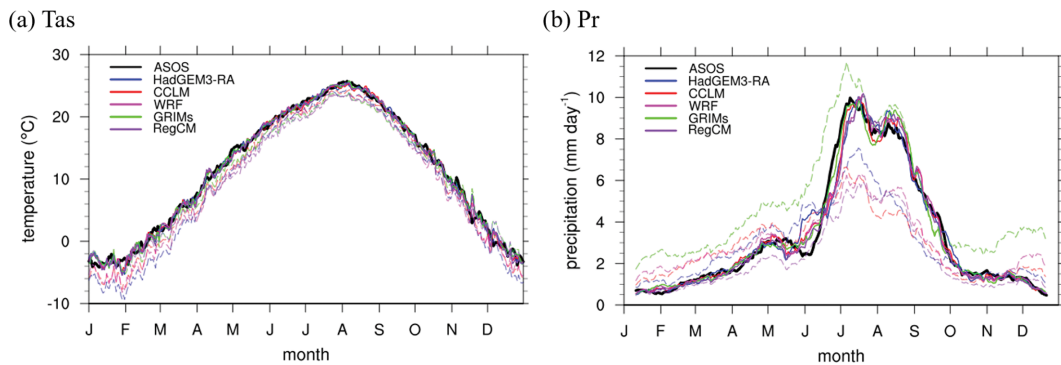 (a) Tas
30
20
10
0
-10
temperature (°C)
ASOS
HadGEM3-RA
CCLM
WRF
GRIMs
RegCM
J F M A M J J A S O N D
month
(b) Pr
12
10
8
6
4
2
0
precipitation (mm day⁻¹)
ASOS
HadGEM3-RA
CCLM
WRF
GRIMs
RegCM
J F M A M J J A S O N D
month